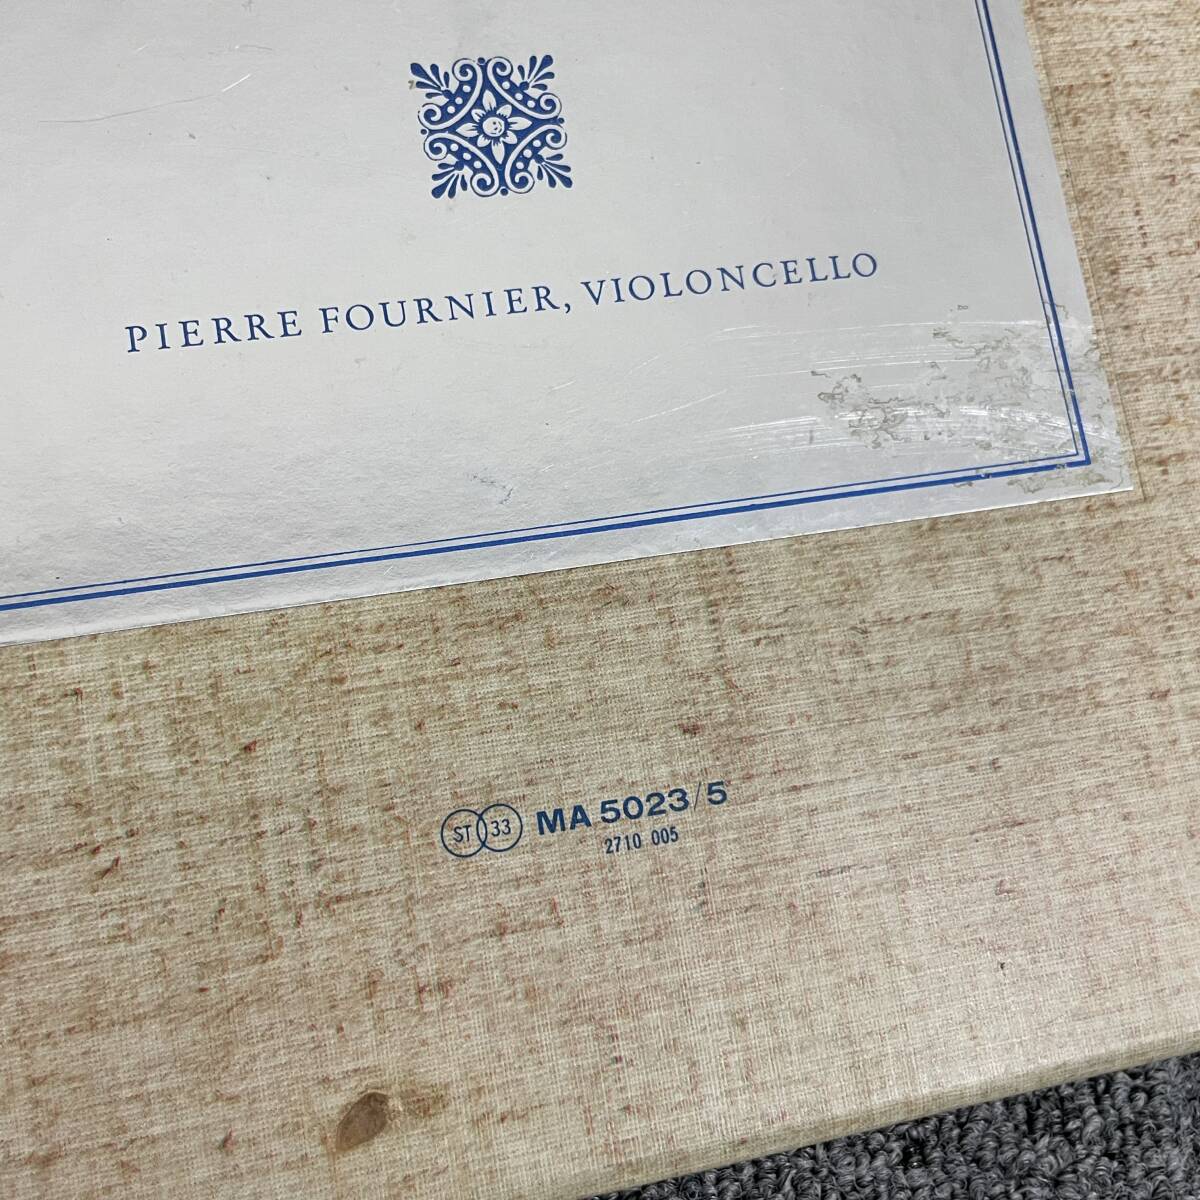 PIERRE FOURNIER, VIOLONCELLO
ST 33 MA 5023/5
2710 005